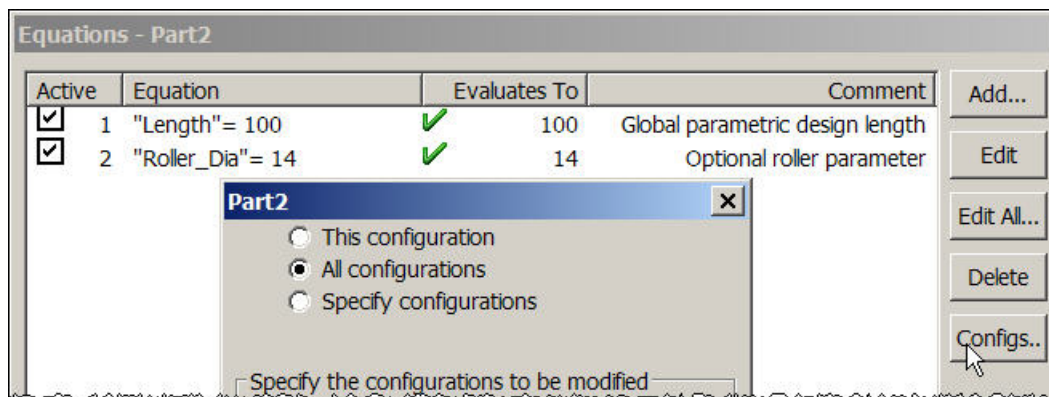 Equations - Part2
Active Equation Evaluates To Comment Add...
1 "Length"= 100 100 Global parametric design length
2 "Roller_Dia"= 14 14 Optional roller parameter Edit
Part2
This configuration Edit All...
All configurations
Specify configurations Delete
Configs..
Specify the configurations to be modified